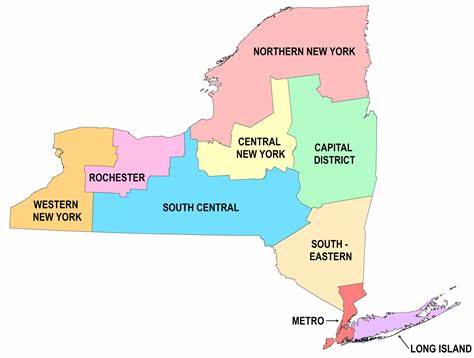 NORTHERN NEW YORK
CENTRAL
NEW YORK
CAPITAL
DISTRICT
ROCHESTER
WESTERN
NEW YORK
SOUTH CENTRAL
SOUTH -
EASTERN
METRO
LONG ISLAND